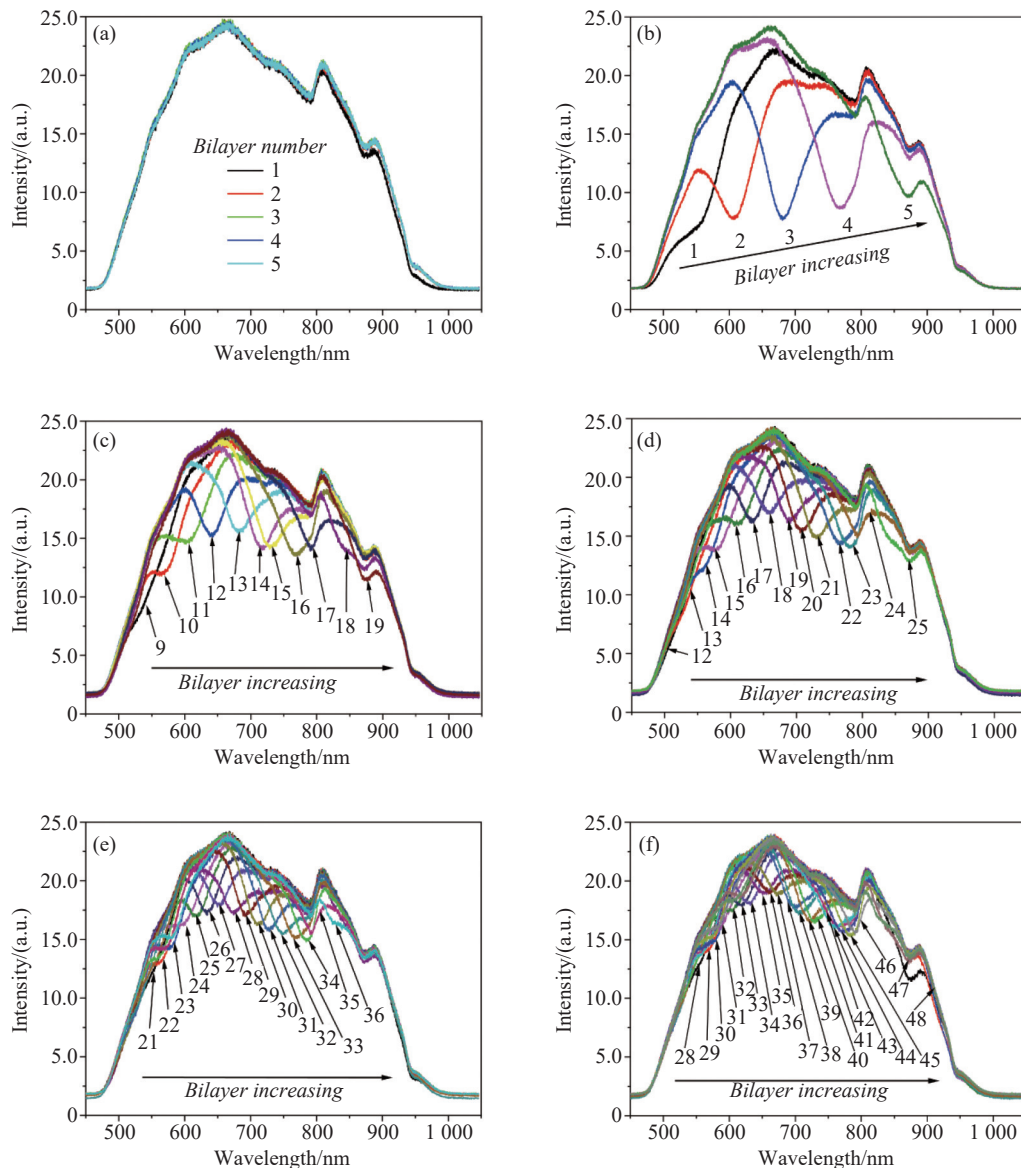 25.0
(a)
20.0
Bilayer number
15.0
1
2
10.0
3
4
5.0
5
0
500 600 700 800 900 1 000
Wavelength/nm
Intensity/(a.u.)
25.0
(b)
20.0
15.0
10.0
5.0
0
1 2 3 4 5
Bilayer increasing
500 600 700 800 900 1 000
Wavelength/nm
Intensity/(a.u.)
25.0
(c)
20.0
15.0
10.0
5.0
0
9 10 11 12 13 14 15 16 17 18 19
Bilayer increasing
500 600 700 800 900 1 000
Wavelength/nm
Intensity/(a.u.)
25.0
(d)
20.0
15.0
10.0
5.0
0
12 13 14 15 16 17 18 19 20 21 22 23 24 25
Bilayer increasing
500 600 700 800 900 1 000
Wavelength/nm
Intensity/(a.u.)
25.0
(e)
20.0
15.0
10.0
5.0
0
21 22 23 24 25 26 27 28 29 30 31 32 33 34 35 36
Bilayer increasing
500 600 700 800 900 1 000
Wavelength/nm
Intensity/(a.u.)
25.0
(f)
20.0
15.0
10.0
5.0
0
28 29 30 31 32 33 34 35 36 37 38 39 40 41 42 43 44 45 46 47 48
Bilayer increasing
500 600 700 800 900 1 000
Wavelength/nm
Intensity/(a.u.)